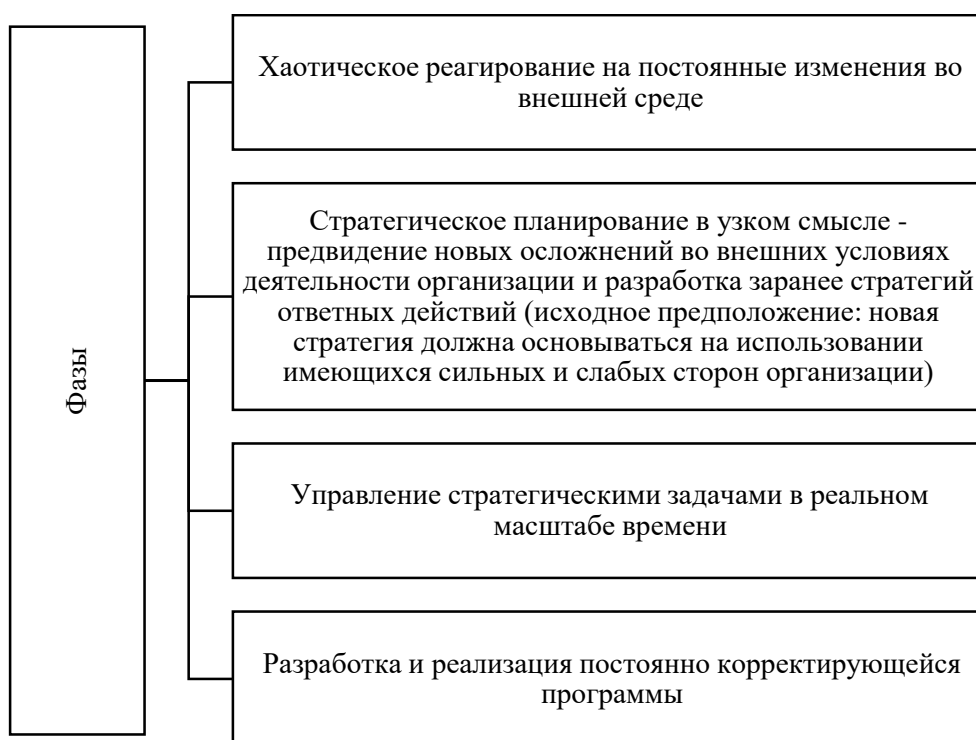 Фазы
Хаотическое реагирование на постоянные изменения во
внешней среде
Стратегическое планирование в узком смысле -
предвидение новых осложнений во внешних условиях
деятельности организации и разработка заранее стратегий
ответных действий (исходное предположение: новая
стратегия должна основываться на использовании
имеющихся сильных и слабых сторон организации)
Управление стратегическими задачами в реальном
масштабе времени
Разработка и реализация постоянно корректирующейся
программы